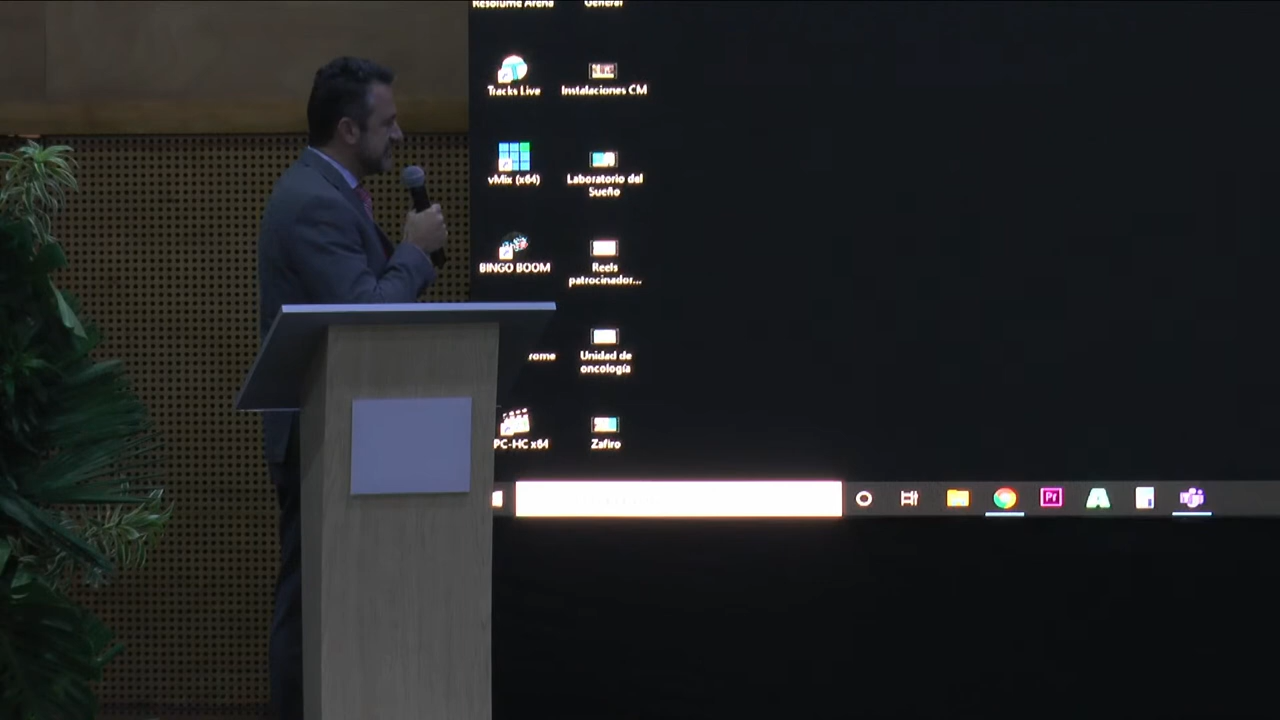 Resolume Arena
General
Tracks Live
Instalaciones CM
vMix (x64)
Laboratorio del
Sueño
BINGO BOOM
Reels
patrocinador...
rome
Unidad de
oncología
PC-HC x64
Zafiro
Pr